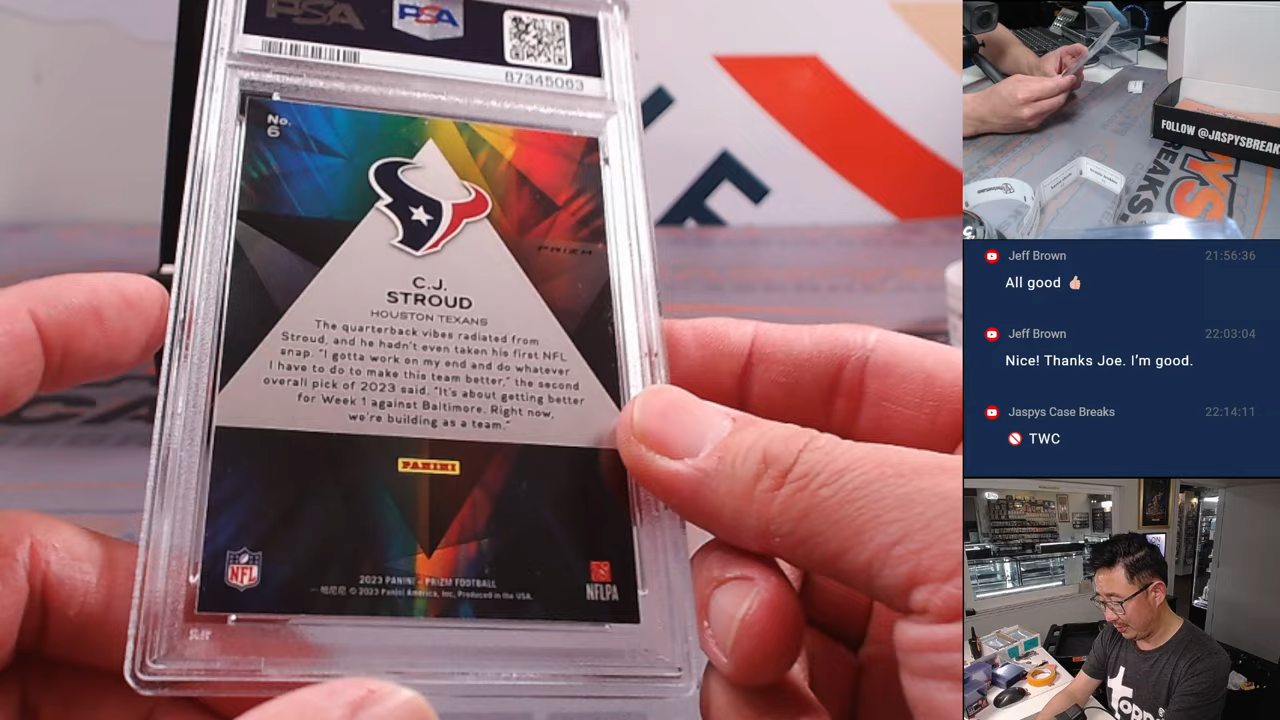 PSA
PSA
87345063
No.
6
PRIZM
C.J.
STROUD
HOUSTON TEXANS
The quarterback vibes radiated from
Stroud, and he hadn't even taken his first NFL
snap. "I gotta work on my end and do whatever
I have to do to make this team better," the second
overall pick of 2023 said. "It's about getting better
for Week 1 against Baltimore. Right now,
we're building as a team."
PANINI
NFL
2023 PANINI - PRIZM FOOTBALL
© 2023 Panini America, Inc. Produced in the USA.
NFLPA
FOLLOW @JASPYSBREAK
BREAKS
Jeff Brown 21:56:36
All good 👍🏼
Jeff Brown 22:03:04
Nice! Thanks Joe. I'm good.
Jaspys Case Breaks 22:14:11
🚫 TWC